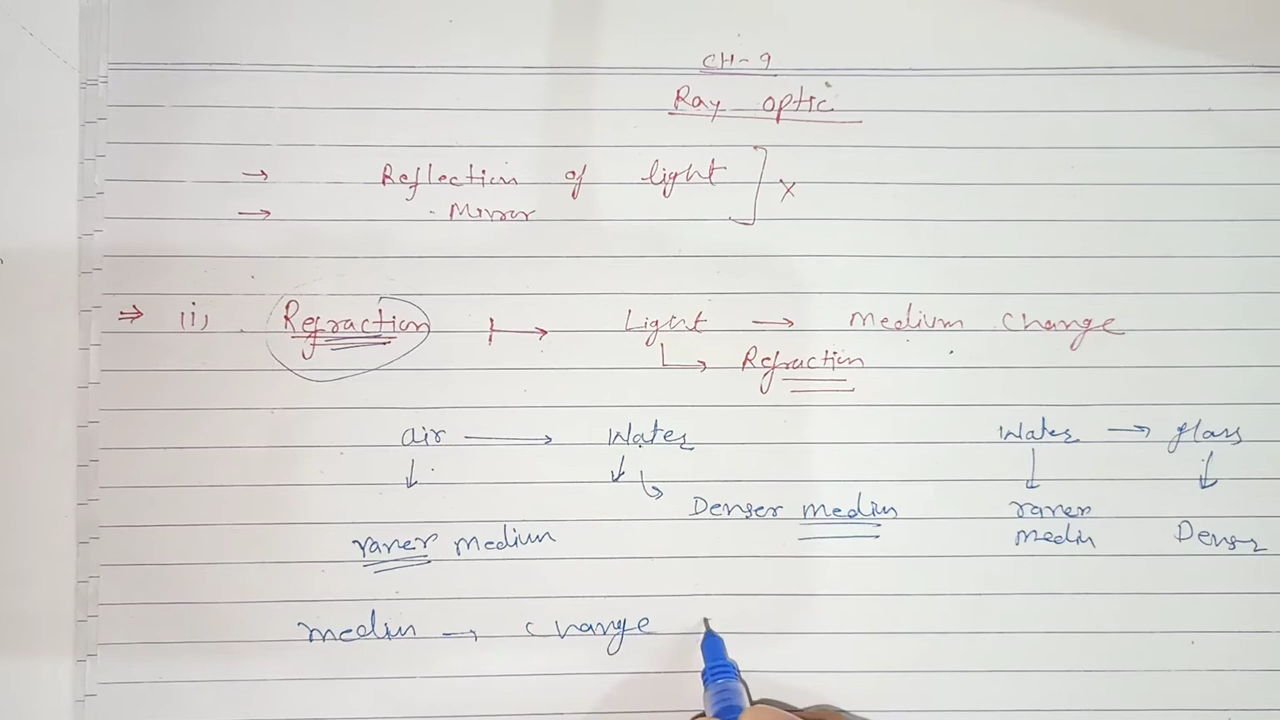 CH-9
Ray optic
→ Reflection of light ] X
→ Mirror
⇒ (i) Refraction ↦ Light → medium change
↳ Refraction
air → Water Water → glass
↓ ↓ ↳ ↓ ↓
Denser medium rarer
rarer medium medin Denser
medium → change